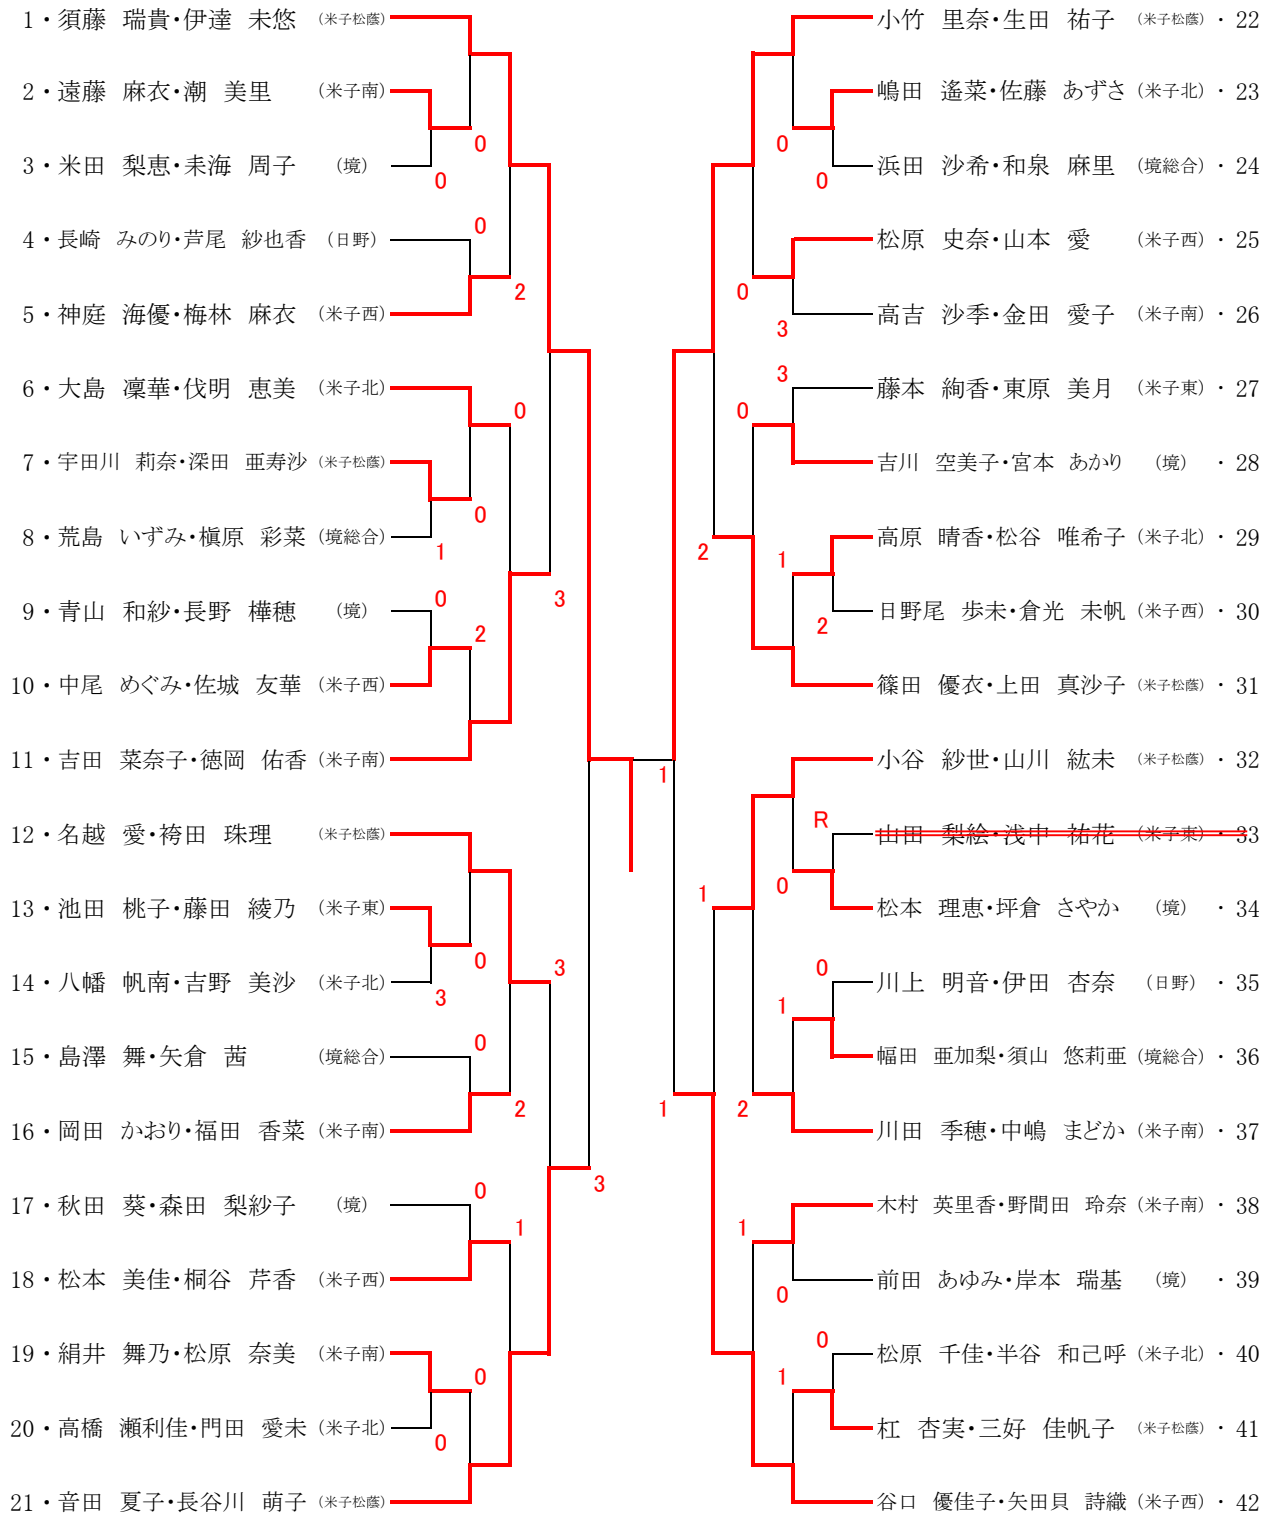 1・須藤 瑞貴・伊達 未悠 (米子松蔭)
2・遠藤 麻衣・潮 美里 (米子南)
0
3・米田 梨恵・耒海 周子 (境)
0
4・長崎 みのり・芦尾 紗也香 (日野)
0
5・神庭 海優・梅林 麻衣 (米子西)
2
6・大島 凜華・伐明 恵美 (米子北)
0
7・宇田川 莉奈・深田 亜寿沙 (米子松蔭)
0
8・荒島 いずみ・槇原 彩菜 (境総合)
1
9・青山 和紗・長野 樺穂 (境)
0
3
2
10・中尾 めぐみ・佐城 友華 (米子西)
11・吉田 菜奈子・徳岡 佑香 (米子南)
12・名越 愛・袴田 珠理 (米子松蔭)
13・池田 桃子・藤田 綾乃 (米子東)
0
3
14・八幡 帆南・吉野 美沙 (米子北)
3
15・島澤 舞・矢倉 茜 (境総合)
0
16・岡田 かおり・福田 香菜 (米子南)
2
17・秋田 葵・森田 梨紗子 (境)
0
3
1
18・松本 美佳・桐谷 芹香 (米子西)
19・絹井 舞乃・松原 奈美 (米子南)
0
20・高橋 瀬利佳・門田 愛未 (米子北)
0
21・音田 夏子・長谷川 萌子 (米子松蔭)
1
小竹 里奈・生田 祐子 (米子松蔭)・22
嶋田 遙菜・佐藤 あずさ (米子北)・23
0
浜田 沙希・和泉 麻里 (境総合)・24
0
松原 史奈・山本 愛 (米子西)・25
0
高吉 沙季・金田 愛子 (米子南)・26
3
3
藤本 絢香・東原 美月 (米子東)・27
0
吉川 空美子・宮本 あかり (境)・28
高原 晴香・松谷 唯希子 (米子北)・29
2
1
日野尾 歩未・倉光 未帆 (米子西)・30
2
篠田 優衣・上田 真沙子 (米子松蔭)・31
小谷 紗世・山川 紘未 (米子松蔭)・32
R
山田 梨絵・浅中 祐花 (米子東)・33
1
0
松本 理恵・坪倉 さやか (境)・34
0
川上 明音・伊田 杏奈 (日野)・35
1
幅田 亜加梨・須山 悠莉亜 (境総合)・36
1
2
川田 季穂・中嶋 まどか (米子南)・37
木村 英里香・野間田 玲奈 (米子南)・38
1
前田 あゆみ・岸本 瑞基 (境)・39
0
0
松原 千佳・半谷 和己呼 (米子北)・40
1
杠 杏実・三好 佳帆子 (米子松蔭)・41
谷口 優佳子・矢田貝 詩織 (米子西)・42